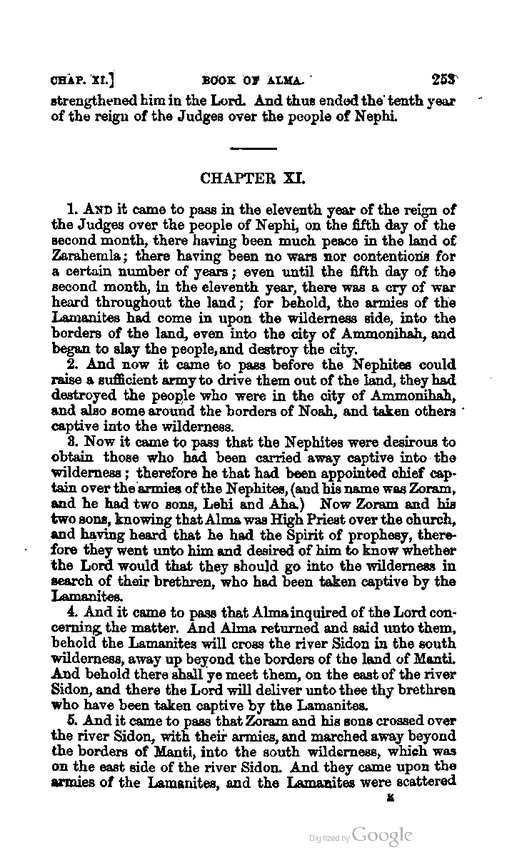 CHAP. XI.] BOOK OF ALMA. 253
strengthened him in the Lord. And thus ended the tenth year
of the reign of the Judges over the people of Nephi.
CHAPTER XI.
1. AND it came to pass in the eleventh year of the reign of
the Judges over the people of Nephi, on the fifth day of the
second month, there having been much peace in the land of
Zarahemla; there having been no wars nor contentions for
a certain number of years; even until the fifth day of the
second month, in the eleventh year, there was a cry of war
heard throughout the land; for behold, the armies of the
Lamanites had come in upon the wilderness side, into the
borders of the land, even into the city of Ammonihah, and
began to slay the people, and destroy the city.
2. And now it came to pass before the Nephites could
raise a sufficient army to drive them out of the land, they had
destroyed the people who were in the city of Ammonihah,
and also some around the borders of Noah, and taken others
captive into the wilderness.
3. Now it came to pass that the Nephites were desirous to
obtain those who had been carried away captive into the
wilderness; therefore he that had been appointed chief cap-
tain over the armies of the Nephites, (and his name was Zoram,
and he had two sons, Lehi and Aha.) Now Zoram and his
two sons, knowing that Alma was High Priest over the church,
and having heard that he had the Spirit of prophesy, there-
fore they went unto him and desired of him to know whether
the Lord would that they should go into the wilderness in
search of their brethren, who had been taken captive by the
Lamanites.
4. And it came to pass that Alma inquired of the Lord con-
cerning the matter. And Alma returned and said unto them,
behold the Lamanites will cross the river Sidon in the south
wilderness, away up beyond the borders of the land of Manti.
And behold there shall ye meet them, on the east of the river
Sidon, and there the Lord will deliver unto thee thy brethren
who have been taken captive by the Lamanites.
5. And it came to pass that Zoram and his sons crossed over
the river Sidon, with their armies, and marched away beyond
the borders of Manti, into the south wilderness, which was
on the east side of the river Sidon. And they came upon the
armies of the Lamanites, and the Lamanites were scattered
Digitized by Google